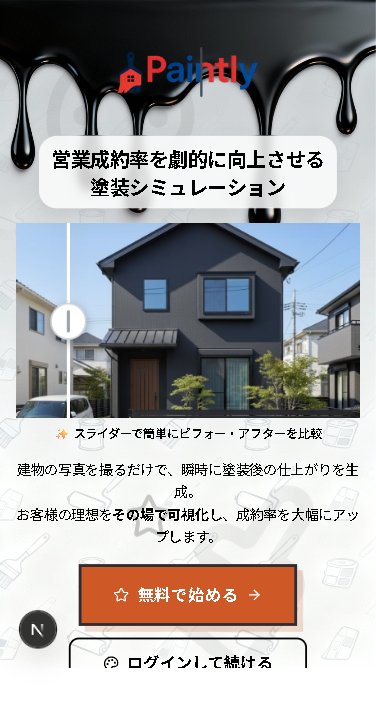 Paintly
営業成約率を劇的に向上させる
塗装シミュレーション
✨ スライダーで簡単にビフォー・アフターを比較
建物の写真を撮るだけで、瞬時に塗装後の仕上がりを生
成。
お客様の理想をその場で可視化し、成約率を大幅にアッ
プします。
無料で始める →
N
ログインして続ける